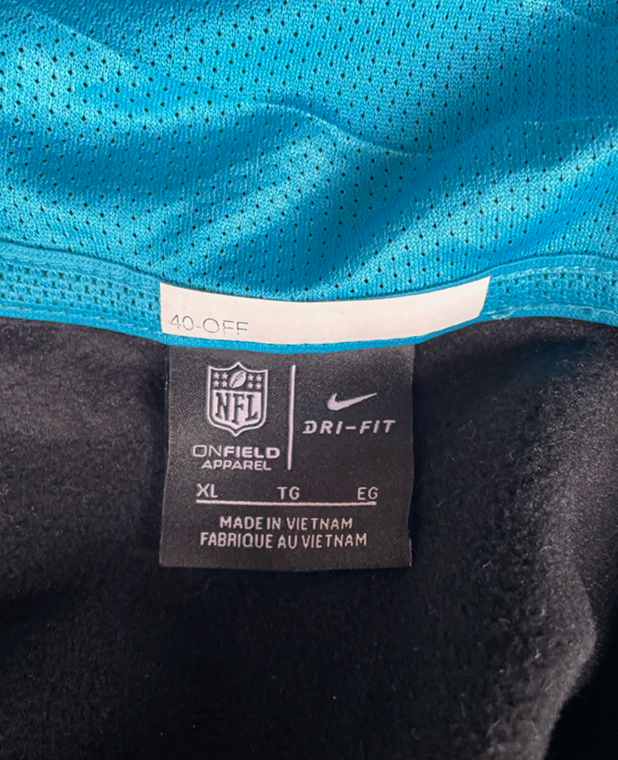 40-OFF
NFL
ONFIELD
APPAREL
DRI-FIT
XL TG EG
MADE IN VIETNAM
FABRIQUE AU VIETNAM